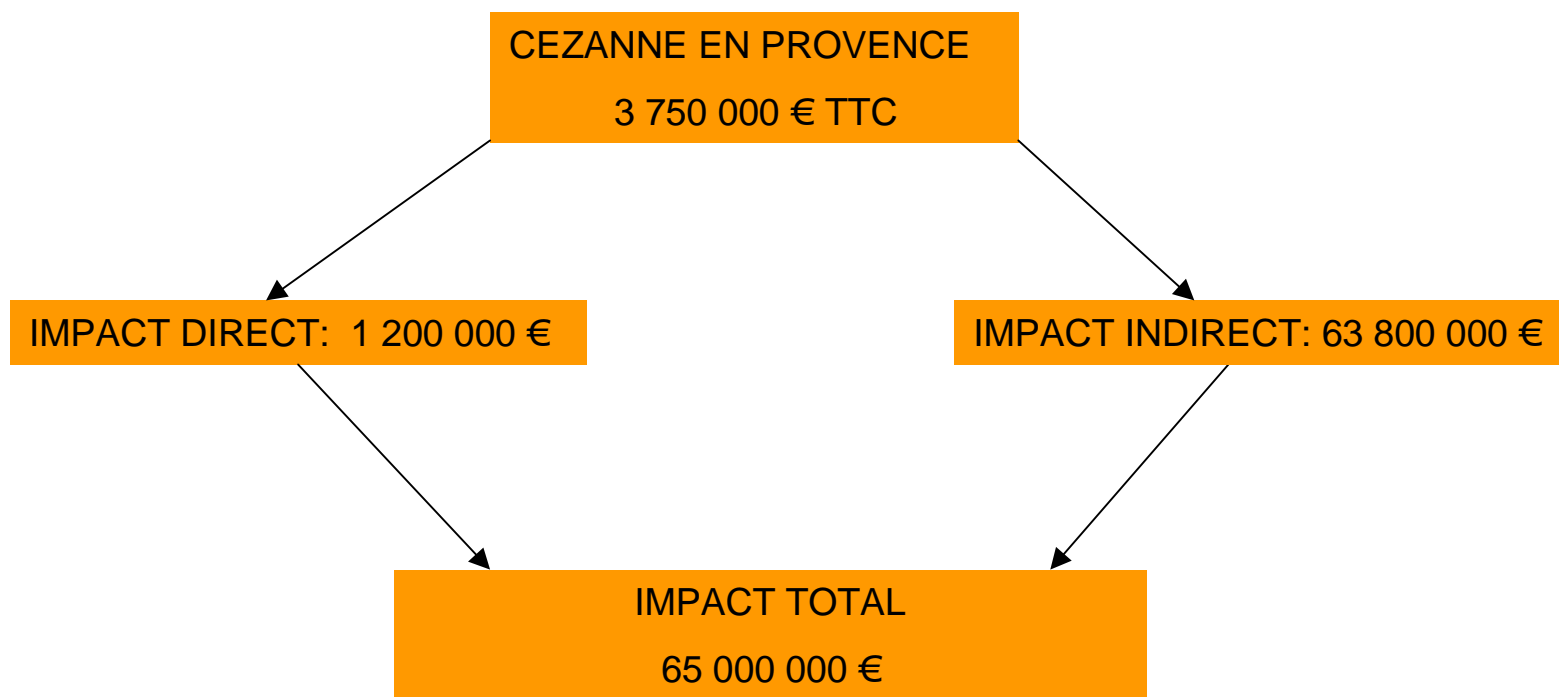 CEZANNE EN PROVENCE
3 750 000 € TTC
IMPACT DIRECT: 1 200 000 €
IMPACT INDIRECT: 63 800 000 €
IMPACT TOTAL
65 000 000 €